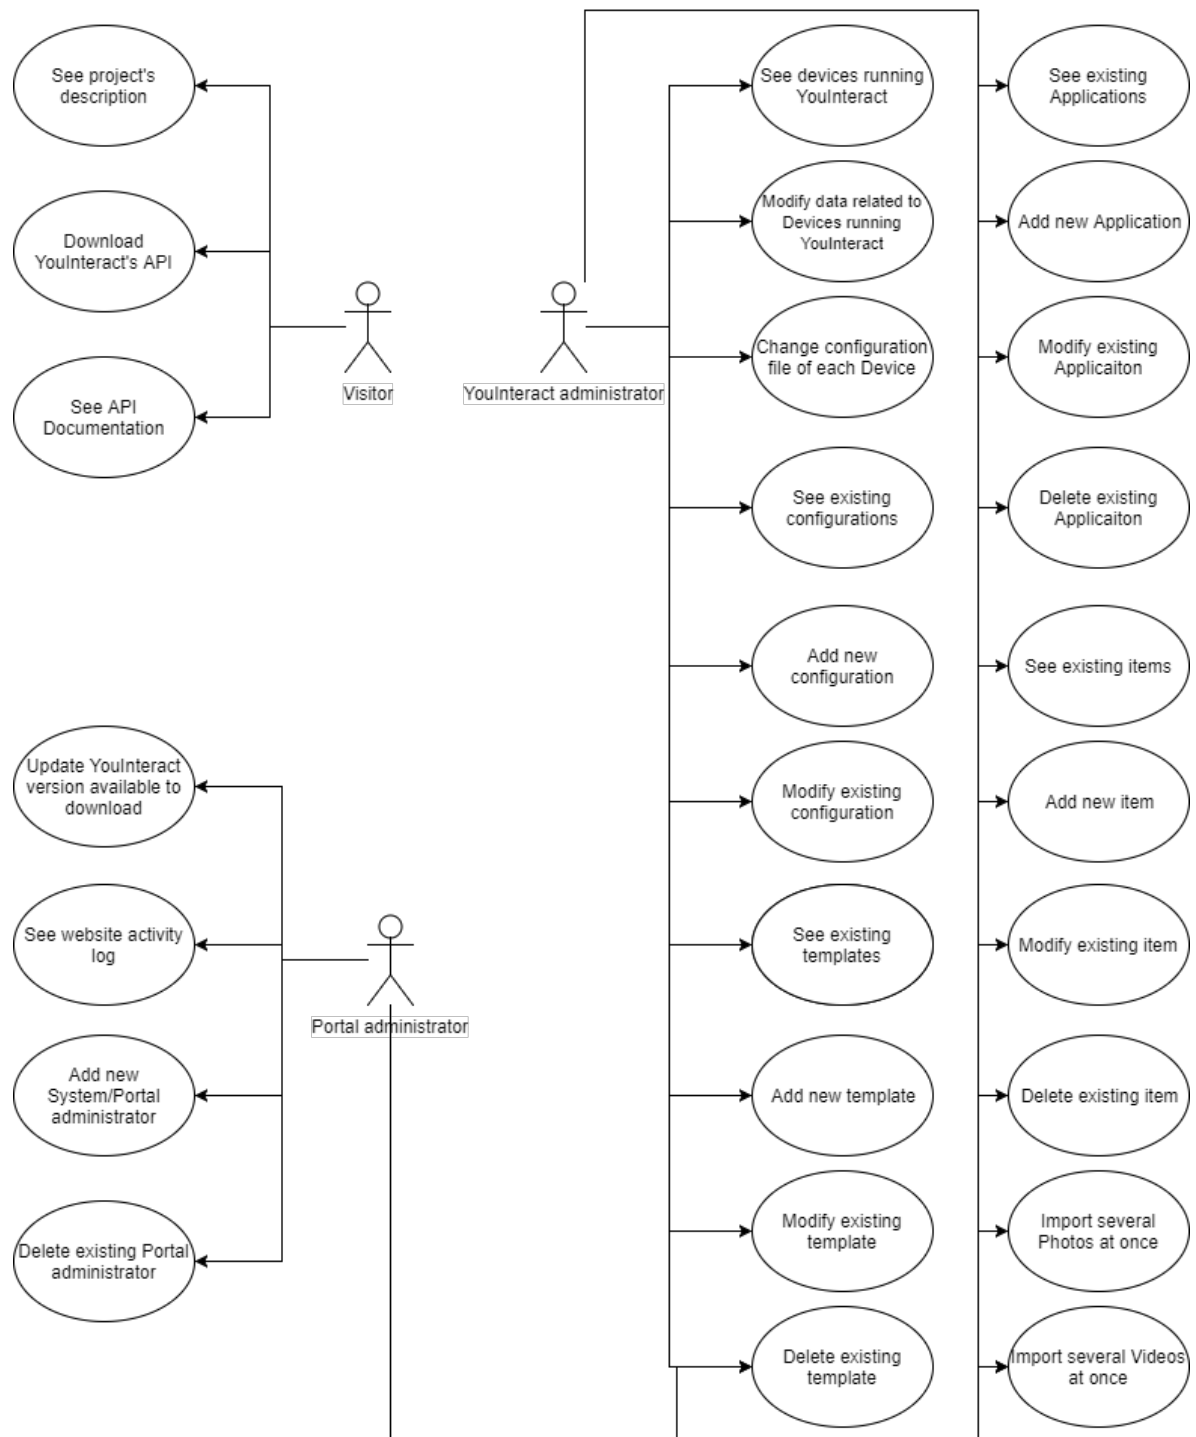 See project's
description
Download
YouInteract's API
See API
Documentation
Visitor
YouInteract administrator
See devices running
YouInteract
Modify data related to
Devices running
YouInteract
Change configuration
file of each Device
See existing
configurations
Add new
configuration
Modify existing
configuration
See existing
templates
Add new template
Modify existing
template
Delete existing
template
See existing
Applications
Add new Application
Modify existing
Applicaiton
Delete existing
Applicaiton
See existing items
Add new item
Modify existing item
Delete existing item
Import several
Photos at once
Import several Videos
at once
Update YouInteract
version available to
download
See website activity
log
Add new
System/Portal
administrator
Delete existing Portal
administrator
Portal administrator